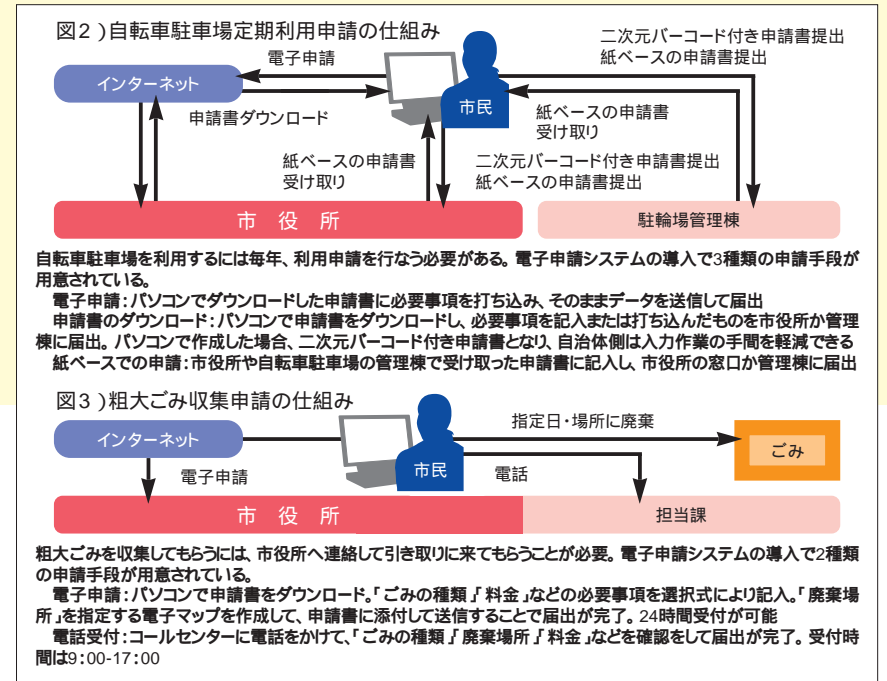 図2)自転車駐車場定期利用申請の仕組み
電子申請
二次元バーコード付き申請書提出
紙ベースの申請書提出
インターネット
市民
申請書ダウンロード
紙ベースの申請書
受け取り
紙ベースの申請書
受け取り
二次元バーコード付き申請書提出
紙ベースの申請書提出
市役所
駐輪場管理棟
自転車駐車場を利用するには毎年、利用申請を行なう必要がある。電子申請システムの導入で3種類の申請手段が
用意されている。
電子申請:パソコンでダウンロードした申請書に必要事項を打ち込み、そのままデータを送信して届出
申請書のダウンロード:パソコンで申請書をダウンロードし、必要事項を記入または打ち込んだものを市役所か管理
棟に届出。パソコンで作成した場合、二次元バーコード付き申請書となり、自治体側は入力作業の手間を軽減できる
紙ベースでの申請:市役所や自転車駐車場の管理棟で受け取った申請書に記入し、市役所の窓口か管理棟に届出
図3)粗大ごみ収集申請の仕組み
指定日・場所に廃棄
インターネット
ごみ
市民
電子申請
電話
市役所
担当課
粗大ごみを収集してもらうには、市役所へ連絡して引き取りに来てもらうことが必要。電子申請システムの導入で2種類
の申請手段が用意されている。
電子申請:パソコンで申請書をダウンロード。「ごみの種類」「料金」などの必要事項を選択式により記入。「廃棄場
所」を指定する電子マップを作成して、申請書に添付して送信することで届出が完了。24時間受付が可能
電話受付:コールセンターに電話をかけて、「ごみの種類」「廃棄場所」「料金」などを確認をして届出が完了。受付時
間は9:00-17:00